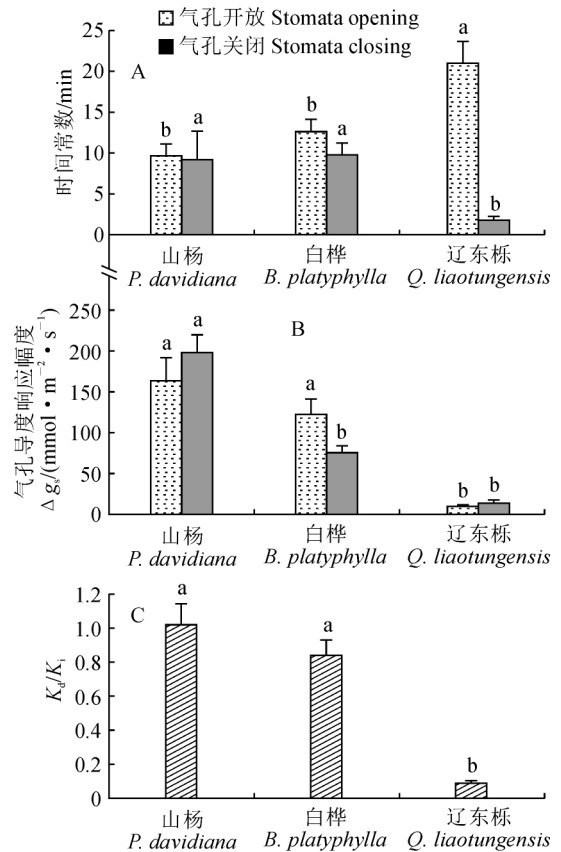 气孔开放 Stomata opening
气孔关闭 Stomata closing
A
时间常数/min
25
20
15
10
5
0
b
a
b
a
a
b
山杨
P. davidiana
白桦
B. platyphylla
辽东栎
Q. liaotungensis
B
气孔导度响应幅度
Δgs/(mmol·m⁻²·s⁻¹)
250
200
150
100
50
0
a
a
a
b
b
b
山杨
P. davidiana
白桦
B. platyphylla
辽东栎
Q. liaotungensis
C
Kd/Ki
1.2
1.0
0.8
0.6
0.4
0.2
0
a
a
b
山杨
P. davidiana
白桦
B. platyphylla
辽东栎
Q. liaotungensis